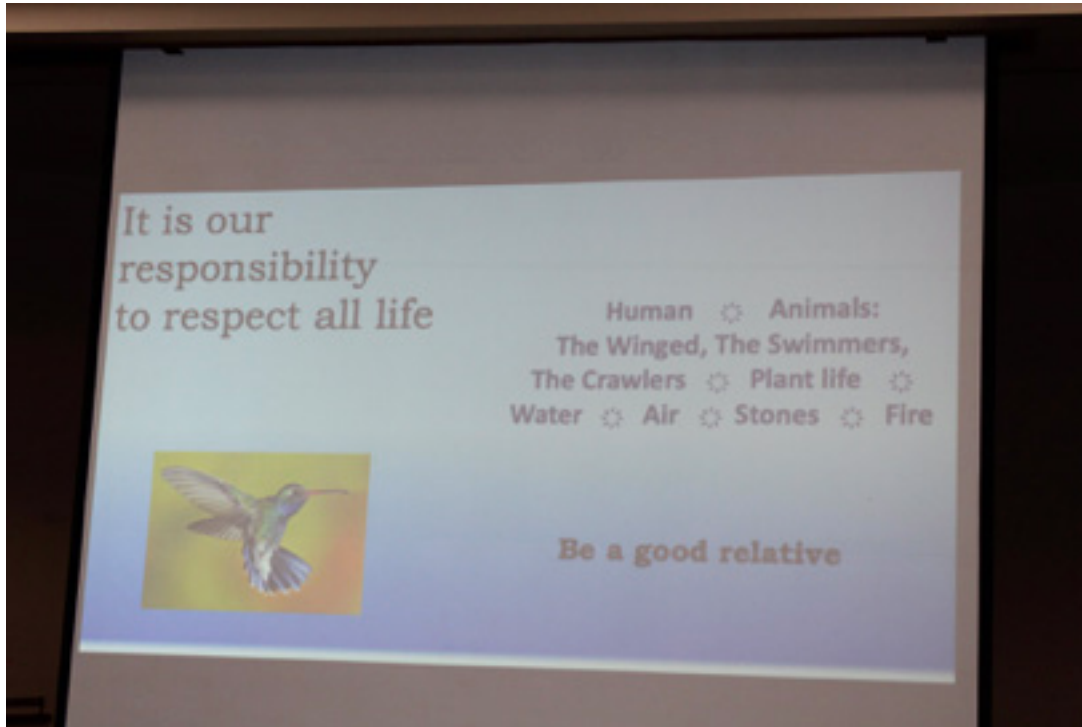 It is our
responsibility
to respect all life
Human ☼ Animals:
The Winged, The Swimmers,
The Crawlers ☼ Plant life ☼
Water ☼ Air ☼ Stones ☼ Fire
Be a good relative